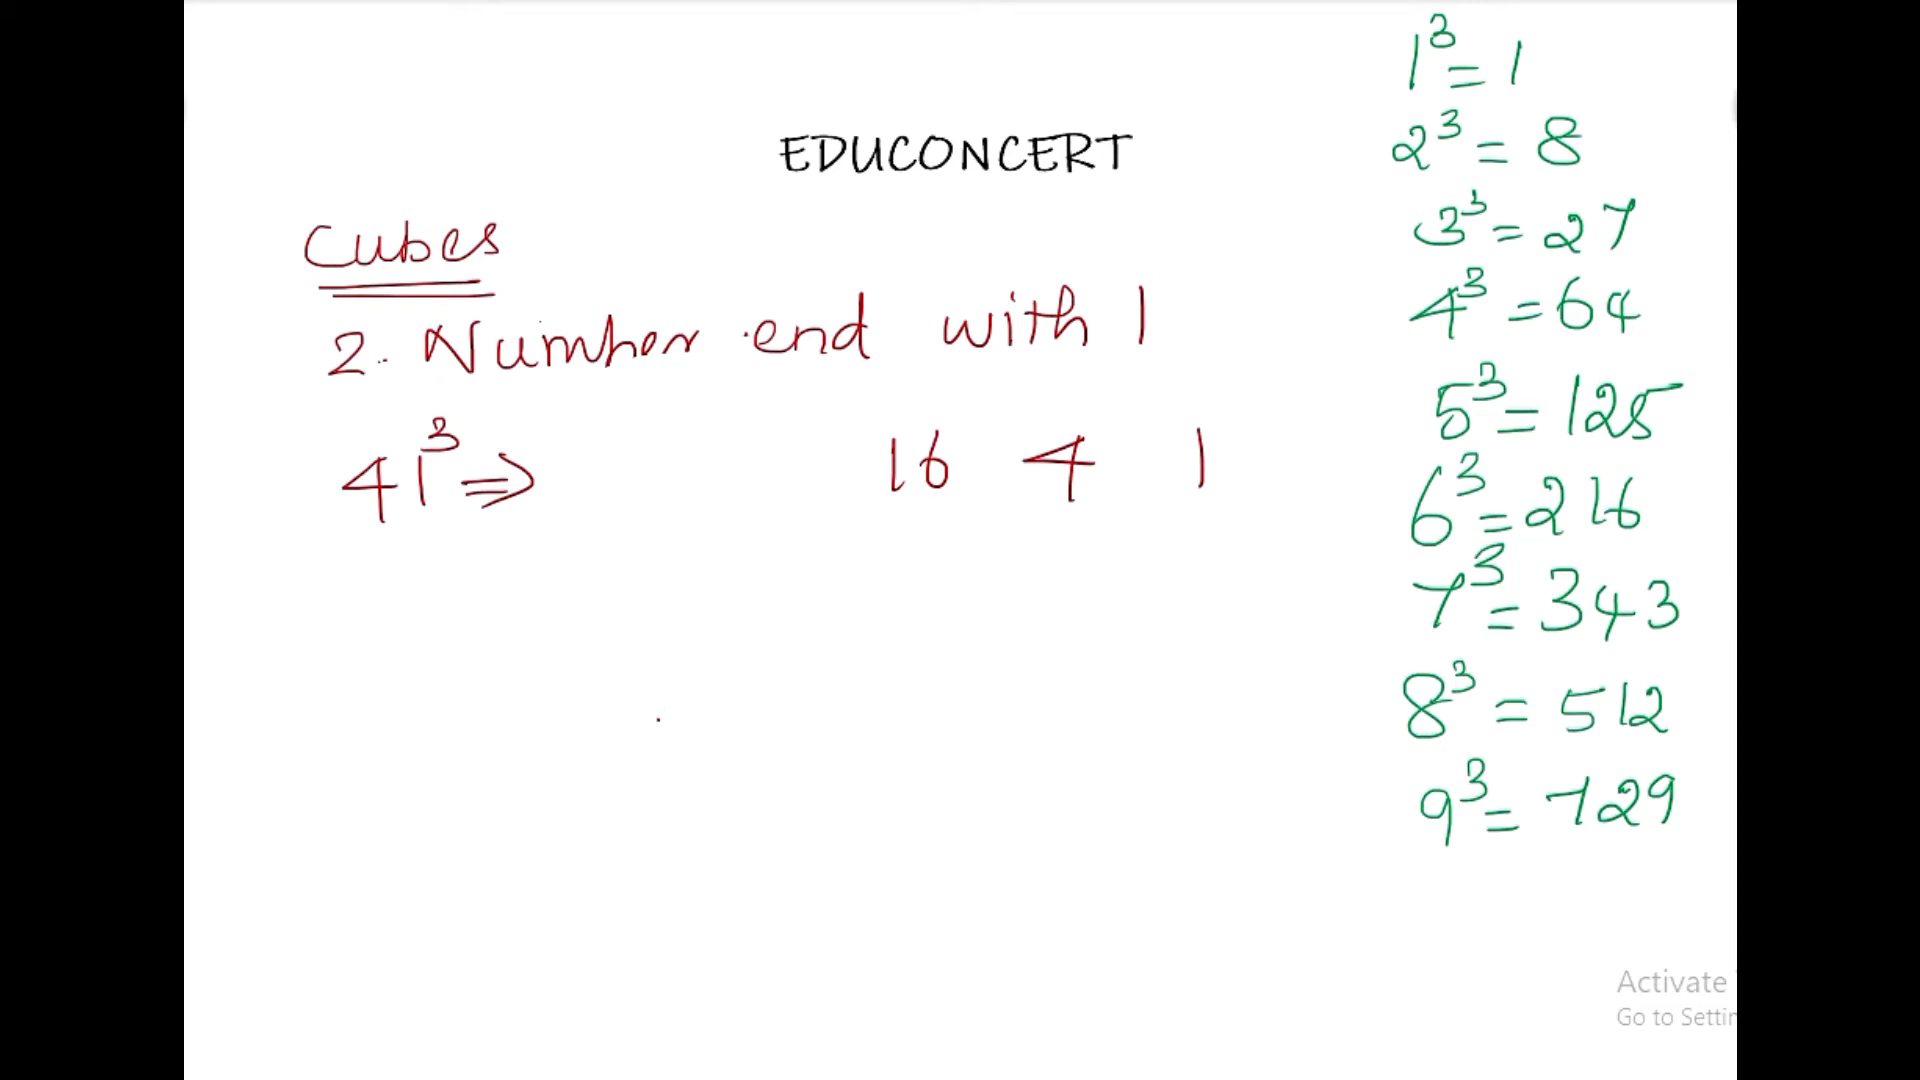 EDUCONCERT
Cubes
2. Number end with 1
41³ ⇒ 16 4 1
1³ = 1
2³ = 8
3³ = 27
4³ = 64
5³ = 125
6³ = 216
7³ = 343
8³ = 512
9³ = 729
Activate
Go to Settin